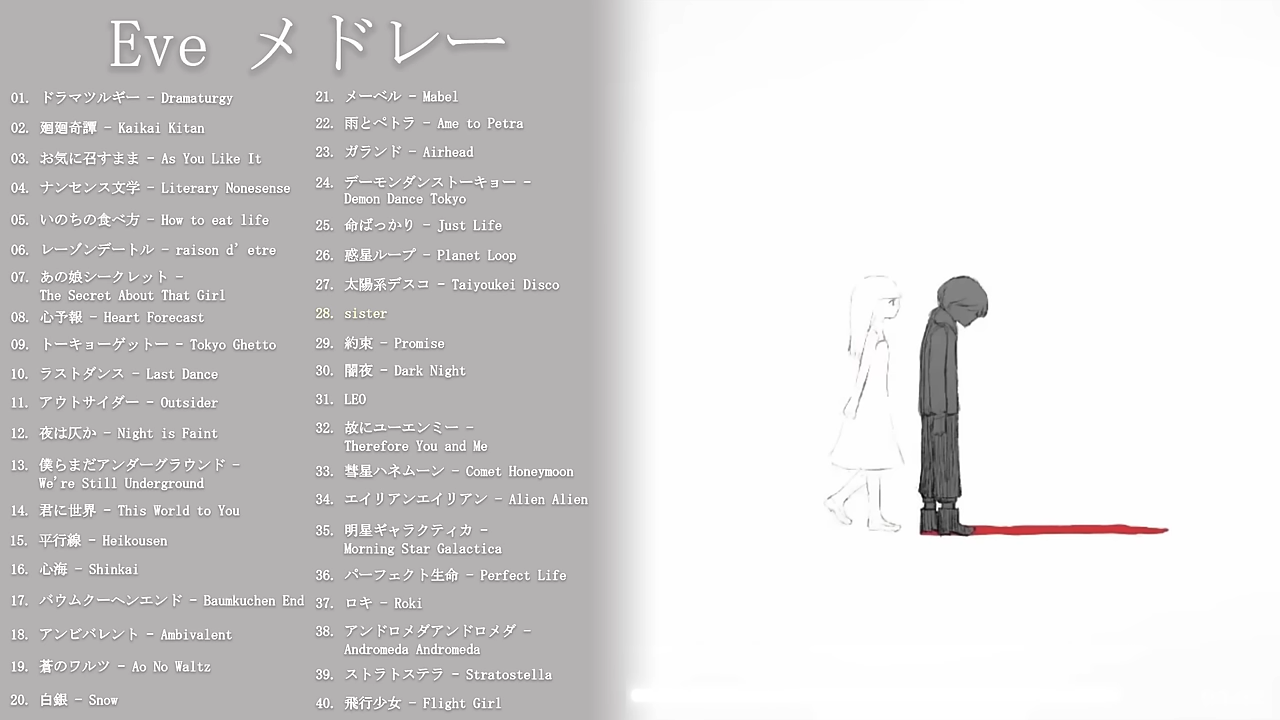 Eve メドレー
01. ドラマツルギー - Dramaturgy
02. 廻廻奇譚 - Kaikai Kitan
03. お気に召すまま - As You Like It
04. ナンセンス文学 - Literary Nonesense
05. いのちの食べ方 - How to eat life
06. レーゾンデートル - raison d' etre
07. あの娘シークレット -
The Secret About That Girl
08. 心予報 - Heart Forecast
09. トーキョーゲットー - Tokyo Ghetto
10. ラストダンス - Last Dance
11. アウトサイダー - Outsider
12. 夜は仄か - Night is Faint
13. 僕らまだアンダーグラウンド -
We're Still Underground
14. 君に世界 - This World to You
15. 平行線 - Heikousen
16. 心海 - Shinkai
17. バウムクーヘンエンド - Baumkuchen End
18. アンビバレント - Ambivalent
19. 蒼のワルツ - Ao No Waltz
20. 白銀 - Snow
21. メーベル - Mabel
22. 雨とペトラ - Ame to Petra
23. ガランド - Airhead
24. デーモンダンストーキョー -
Demon Dance Tokyo
25. 命ばっかり - Just Life
26. 惑星ループ - Planet Loop
27. 太陽系デスコ - Taiyoukei Disco
28. sister
29. 約束 - Promise
30. 闇夜 - Dark Night
31. LEO
32. 故にユーエンミー -
Therefore You and Me
33. 彗星ハネムーン - Comet Honeymoon
34. エイリアンエイリアン - Alien Alien
35. 明星ギャラクティカ -
Morning Star Galactica
36. パーフェクト生命 - Perfect Life
37. ロキ - Roki
38. アンドロメダアンドロメダ -
Andromeda Andromeda
39. ストラトステラ - Stratostella
40. 飛行少女 - Flight Girl